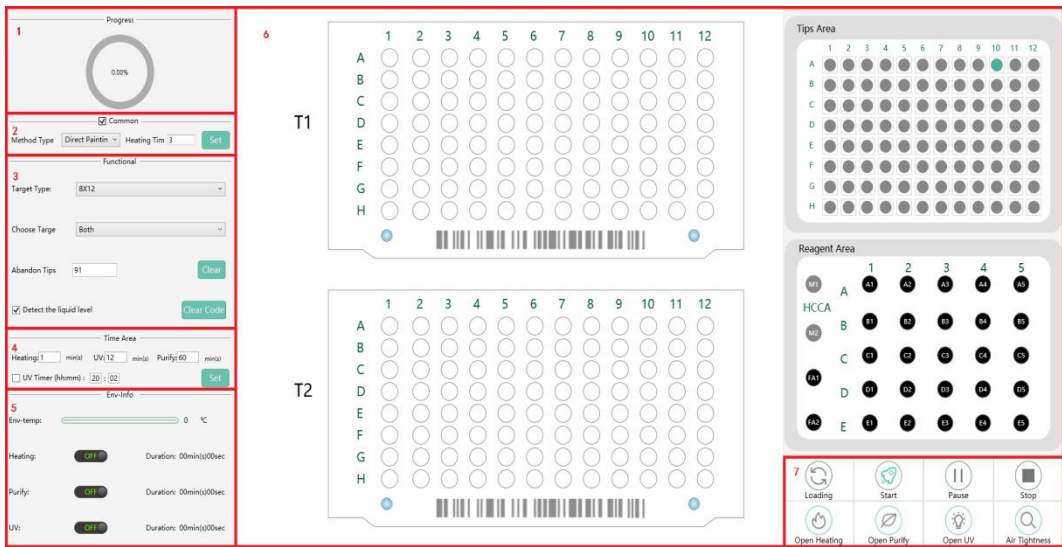 1
Progress
0.00%
2
Common
Method Type Direct Paintin Heating Tim 3 Set
3
Functional
Target Type: 8X12
Choose Targe Both
Abandon Tips 91 Clear
Detect the liquid level Clear Code
4
Time Area
Heating: 1 min(s) UV: 12 min(s) Purify: 60 min(s)
UV Timer (hh:mm) : 20 : 02 Set
5
Env-Info
Env-temp: 0 ℃
Heating: OFF Duration: 00min(s)00sec
Purify: OFF Duration: 00min(s)00sec
UV: OFF Duration: 00min(s)00sec
6
T1
1 2 3 4 5 6 7 8 9 10 11 12
A
B
C
D
E
F
G
H
T2
1 2 3 4 5 6 7 8 9 10 11 12
A
B
C
D
E
F
G
H
Tips Area
1 2 3 4 5 6 7 8 9 10 11 12
A
B
C
D
E
F
G
H
Reagent Area
1 2 3 4 5
M1 A A1 A2 A3 A4 A5
HCCA
M2 B B1 B2 B3 B4 B5
C C1 C2 C3 C4 C5
FA1 D D1 D2 D3 D4 D5
FA2 E E1 E2 E3 E4 E5
7
Loading Start Pause Stop
Open Heating Open Purify Open UV Air Tightness